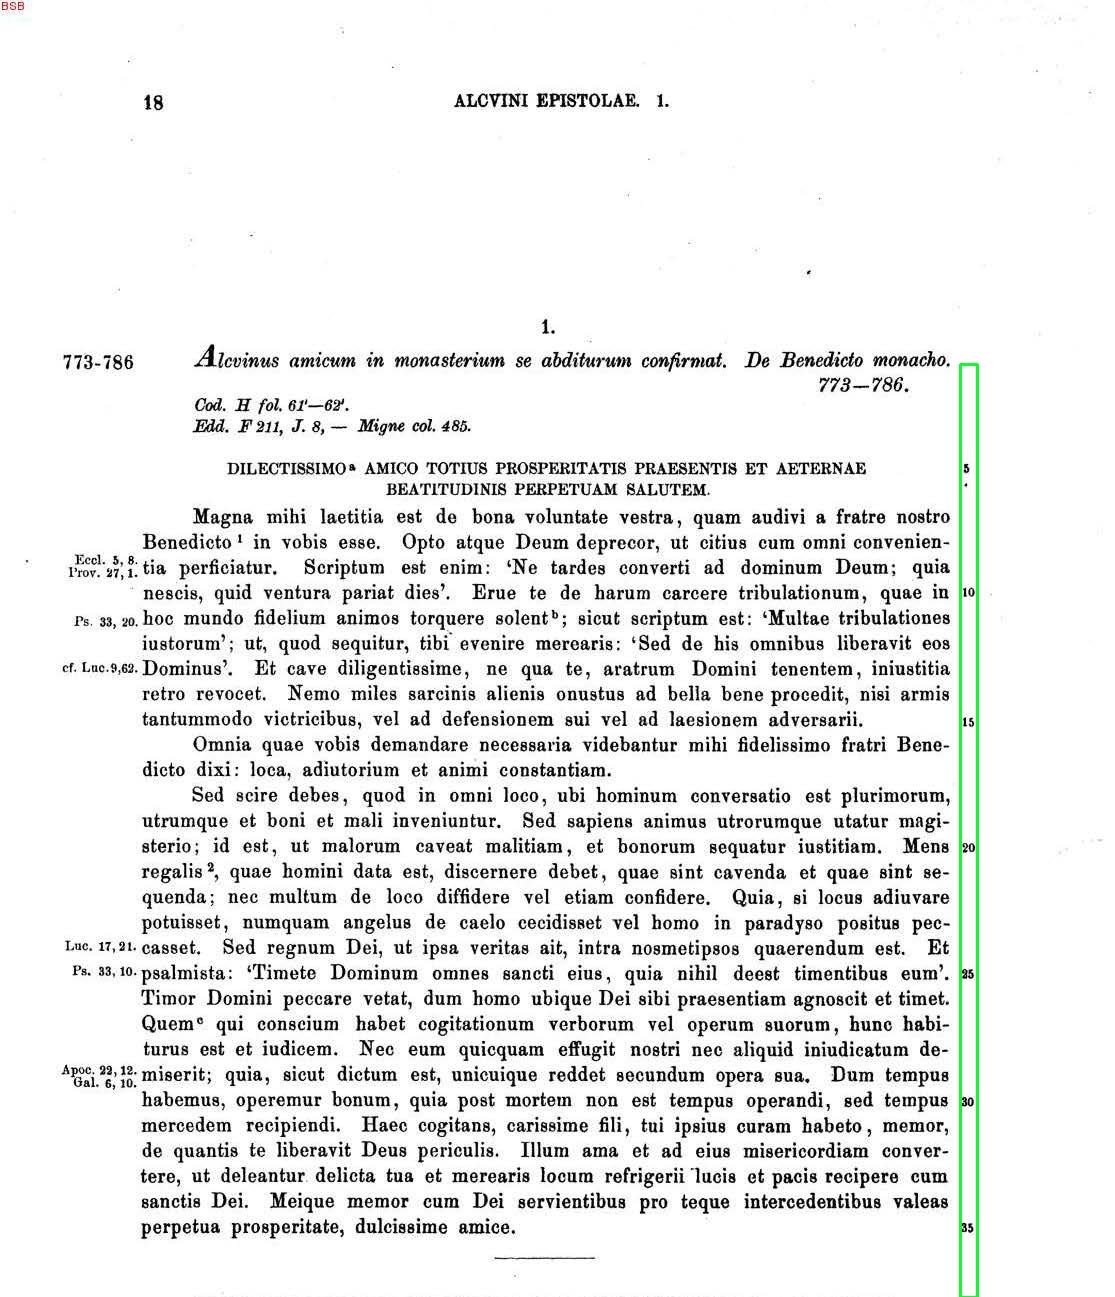 BSB
18 ALCVINI EPISTOLAE. 1.
1.
773-786 Alcvinus amicum in monasterium se abditurum confirmat. De Benedicto monacho.
773—786.
Cod. H fol. 61'—62'.
Edd. F 211, J. 8, — Migne col. 485.
DILECTISSIMOa AMICO TOTIUS PROSPERITATIS PRAESENTIS ET AETERNAE 5
BEATITUDINIS PERPETUAM SALUTEM.
Magna mihi laetitia est de bona voluntate vestra, quam audivi a fratre nostro
Benedicto 1 in vobis esse. Opto atque Deum deprecor, ut citius cum omni convenien-
Eccl. 5, 8.
Prov. 27, 1. tia perficiatur. Scriptum est enim: ‘Ne tardes converti ad dominum Deum; quia
nescis, quid ventura pariat dies’. Erue te de harum carcere tribulationum, quae in 10
Ps. 33, 20. hoc mundo fidelium animos torquere solent b; sicut scriptum est: ‘Multae tribulationes
iustorum’; ut, quod sequitur, tibi evenire merearis: ‘Sed de his omnibus liberavit eos
cf. Luc. 9,62. Dominus’. Et cave diligentissime, ne qua te, aratrum Domini tenentem, iniustitia
retro revocet. Nemo miles sarcinis alienis onustus ad bella bene procedit, nisi armis
tantummodo victricibus, vel ad defensionem sui vel ad laesionem adversarii. 15
Omnia quae vobis demandare necessaria videbantur mihi fidelissimo fratri Bene-
dicto dixi: loca, adiutorium et animi constantiam.
Sed scire debes, quod in omni loco, ubi hominum conversatio est plurimorum,
utrumque et boni et mali inveniuntur. Sed sapiens animus utrorumque utatur magi-
sterio; id est, ut malorum caveat malitiam, et bonorum sequatur iustitiam. Mens 20
regalis 2, quae homini data est, discernere debet, quae sint cavenda et quae sint se-
quenda; nec multum de loco diffidere vel etiam confidere. Quia, si locus adiuvare
potuisset, numquam angelus de caelo cecidisset vel homo in paradyso positus pec-
Luc. 17, 21. casset. Sed regnum Dei, ut ipsa veritas ait, intra nosmetipsos quaerendum est. Et
Ps. 33, 10. psalmista: ‘Timete Dominum omnes sancti eius, quia nihil deest timentibus eum’. 25
Timor Domini peccare vetat, dum homo ubique Dei sibi praesentiam agnoscit et timet.
Quem c qui conscium habet cogitationum verborum vel operum suorum, hunc habi-
turus est et iudicem. Nec eum quicquam effugit nostri nec aliquid iniudicatum de-
Apoc. 22, 12.
Gal. 6, 10. miserit; quia, sicut dictum est, unicuique reddet secundum opera sua. Dum tempus
habemus, operemur bonum, quia post mortem non est tempus operandi, sed tempus 30
mercedem recipiendi. Haec cogitans, carissime fili, tui ipsius curam habeto, memor,
de quantis te liberavit Deus periculis. Illum ama et ad eius misericordiam conver-
tere, ut deleantur delicta tua et merearis locum refrigerii lucis et pacis recipere cum
sanctis Dei. Meique memor cum Dei servientibus pro teque intercedentibus valeas
perpetua prosperitate, dulcissime amice. 35